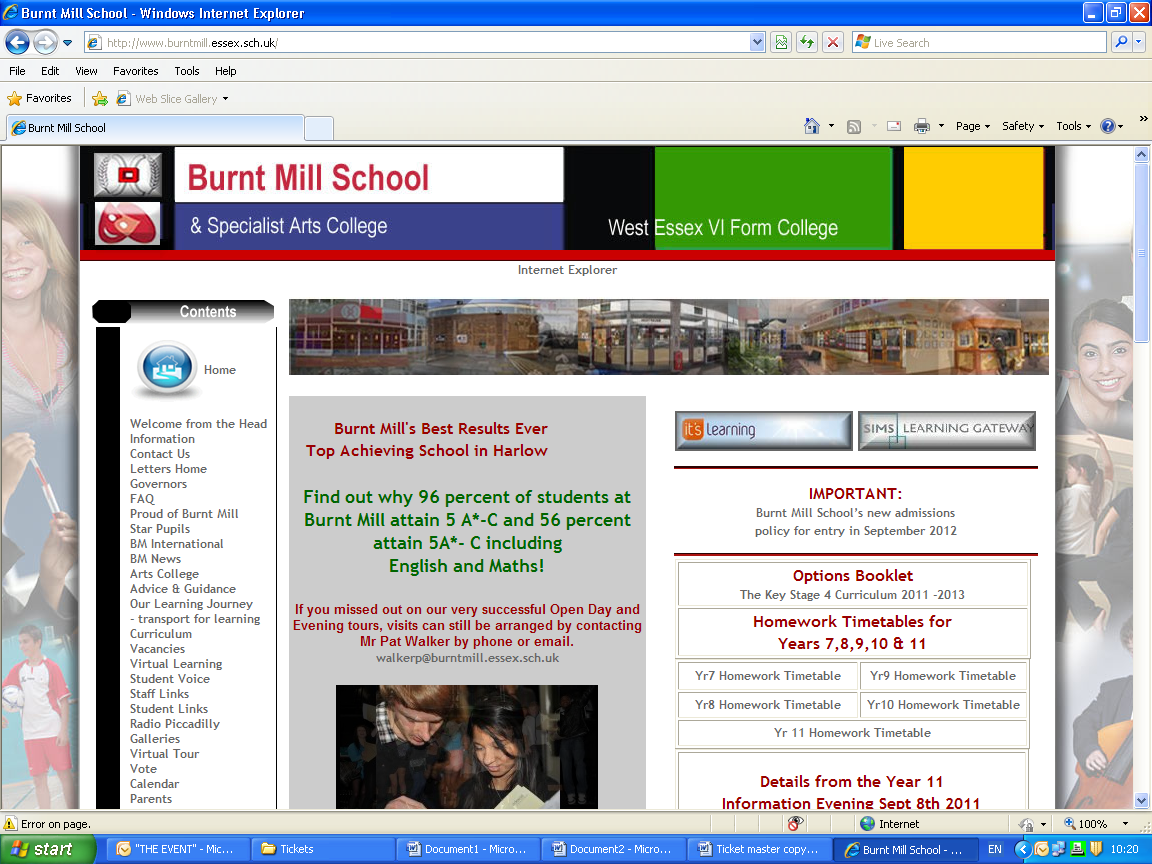 Burnt Mill School - Windows Internet Explorer
http://www.burntmill.essex.sch.uk/
Live Search
File Edit View Favorites Tools Help
Favorites
Web Slice Gallery
Burnt Mill School
Page Safety Tools
Burnt Mill School
& Specialist Arts College
West Essex VI Form College
Internet Explorer
Contents
Home
Welcome from the Head
Information
Contact Us
Letters Home
Governors
FAQ
Proud of Burnt Mill
Star Pupils
BM International
BM News
Arts College
Advice & Guidance
Our Learning Journey
- transport for learning
Curriculum
Vacancies
Virtual Learning
Student Voice
Staff Links
Student Links
Radio Piccadilly
Galleries
Virtual Tour
Vote
Calendar
Parents
Burnt Mill's Best Results Ever
Top Achieving School in Harlow
Find out why 96 percent of students at
Burnt Mill attain 5 A*-C and 56 percent
attain 5A*- C including
English and Maths!
If you missed out on our very successful Open Day and
Evening tours, visits can still be arranged by contacting
Mr Pat Walker by phone or email.
walkerp@burntmill.essex.sch.uk
it's Learning
SIMS LEARNING GATEWAY
IMPORTANT:
Burnt Mill School's new admissions
policy for entry in September 2012
Options Booklet
The Key Stage 4 Curriculum 2011 -2013
Homework Timetables for
Years 7,8,9,10 & 11
Yr7 Homework Timetable
Yr9 Homework Timetable
Yr8 Homework Timetable
Yr10 Homework Timetable
Yr 11 Homework Timetable
Details from the Year 11
Information Evening Sept 8th 2011
Error on page.
Internet
100%
start
"THE EVENT" - Mic...
Tickets
Document1 - Micro...
Document2 - Micro...
Ticket master copy...
Burnt Mill School - ...
EN
10:20